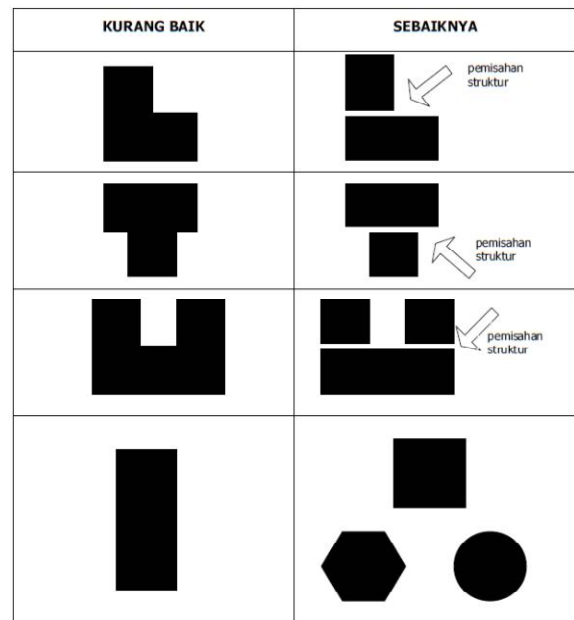 KURANG BAIK
SEBAIKNYA
pemisahan
struktur
pemisahan
struktur
pemisahan
struktur